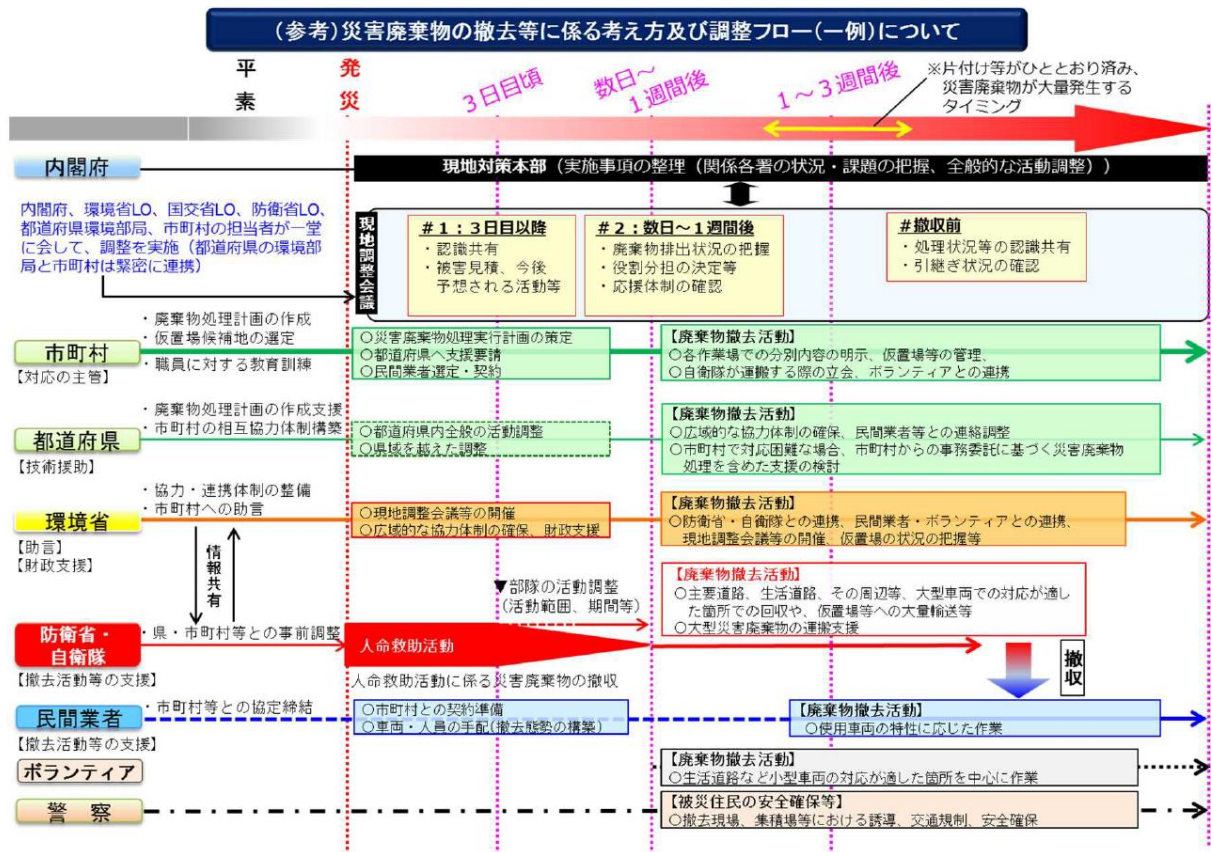 (参考)災害廃棄物の撤去等に係る考え方及び調整フロー(一例)について
平素
発災
3日目頃
数日～
1週間後
1～3週間後
※片付け等がひととおり済み、
災害廃棄物が大量発生する
タイミング
内閣府
現地対策本部(実施事項の整理(関係各署の状況・課題の把握、全般的な活動調整))
内閣府、環境省LO、国交省LO、防衛省LO、
都道府県環境部局、市町村の担当者が一堂
に会して、調整を実施(都道府県の環境部
局と市町村は緊密に連携)
現地調整会議
#1:3日目以降
・認識共有
・被害見積、今後
予想される活動等
#2:数日～1週間後
・廃棄物排出状況の把握
・役割分担の決定等
・応援体制の確認
#撤収前
・処理状況等の認識共有
・引継ぎ状況の確認
市町村
【対応の主管】
・廃棄物処理計画の作成
・仮置場候補地の選定
・職員に対する教育訓練
○災害廃棄物処理実行計画の策定
○都道府県へ支援要請
○民間業者選定・契約
【廃棄物撤去活動】
○各作業場での分別内容の明示、仮置場等の管理、
○自衛隊が運搬する際の立会、ボランティアとの連携
都道府県
【技術援助】
・廃棄物処理計画の作成支援
・市町村の相互協力体制構築
○都道府県内全般の活動調整
○県域を越えた調整
【廃棄物撤去活動】
○広域的な協力体制の確保、民間業者等との連絡調整
○市町村で対応困難な場合、市町村からの事務委託に基づく災害廃棄物
処理を含めた支援の検討
環境省
【助言】
【財政支援】
・協力・連携体制の整備
・市町村への助言
○現地調整会議等の開催
○広域的な協力体制の確保、財政支援
【廃棄物撤去活動】
○防衛省・自衛隊との連携、民間業者・ボランティアとの連携、
現地調整会議等の開催、仮置場の状況の把握等
情報共有
▼部隊の活動調整
(活動範囲、期間等)
【廃棄物撤去活動】
○主要道路、生活道路、その周辺等、大型車両での対応が適し
た箇所での回収や、仮置場等への大量輸送等
○大型災害廃棄物の運搬支援
防衛省・
自衛隊
【撤去活動等の支援】
・県・市町村等との事前調整
人命救助活動
人命救助活動に係る災害廃棄物の撤収
撤収
民間業者
【撤去活動等の支援】
・市町村等との協定締結
○市町村との契約準備
○車両・人員の手配(撤去態勢の構築)
【廃棄物撤去活動】
○使用車両の特性に応じた作業
ボランティア
【廃棄物撤去活動】
○生活道路など小型車両の対応が適した箇所を中心に作業
警察
【被災住民の安全確保等】
○撤去現場、集積場等における誘導、交通規制、安全確保